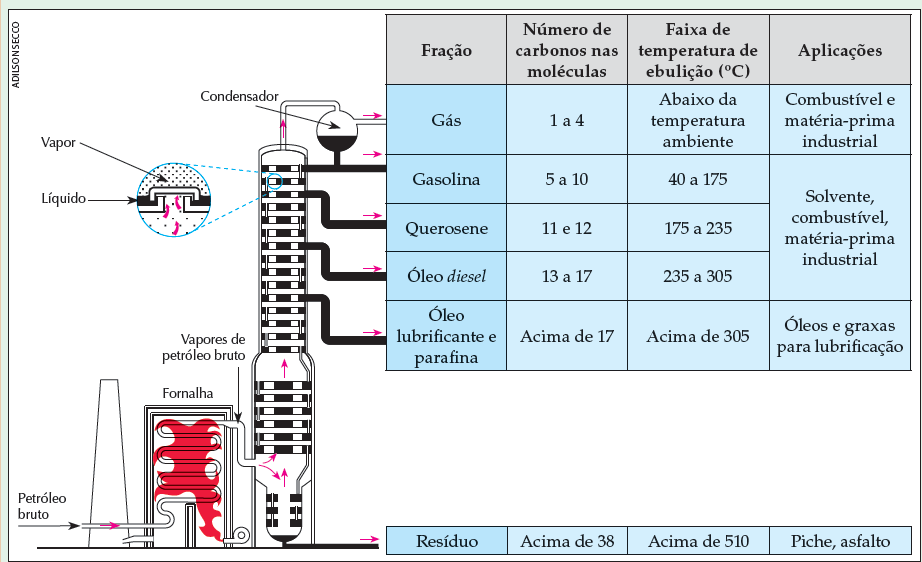 ADILSON SECCO
Condensador
Vapor
Líquido
Vapores de
petróleo bruto
Fornalha
Petróleo
bruto
Fração
Número de
carbonos nas
moléculas
Faixa de
temperatura de
ebulição (ºC)
Aplicações
Gás
1 a 4
Abaixo da
temperatura
ambiente
Combustível e
matéria-prima
industrial
Gasolina
5 a 10
40 a 175
Solvente,
combustível,
matéria-prima
industrial
Querosene
11 e 12
175 a 235
Óleo diesel
13 a 17
235 a 305
Óleo
lubrificante e
parafina
Acima de 17
Acima de 305
Óleos e graxas
para lubrificação
Resíduo
Acima de 38
Acima de 510
Piche, asfalto